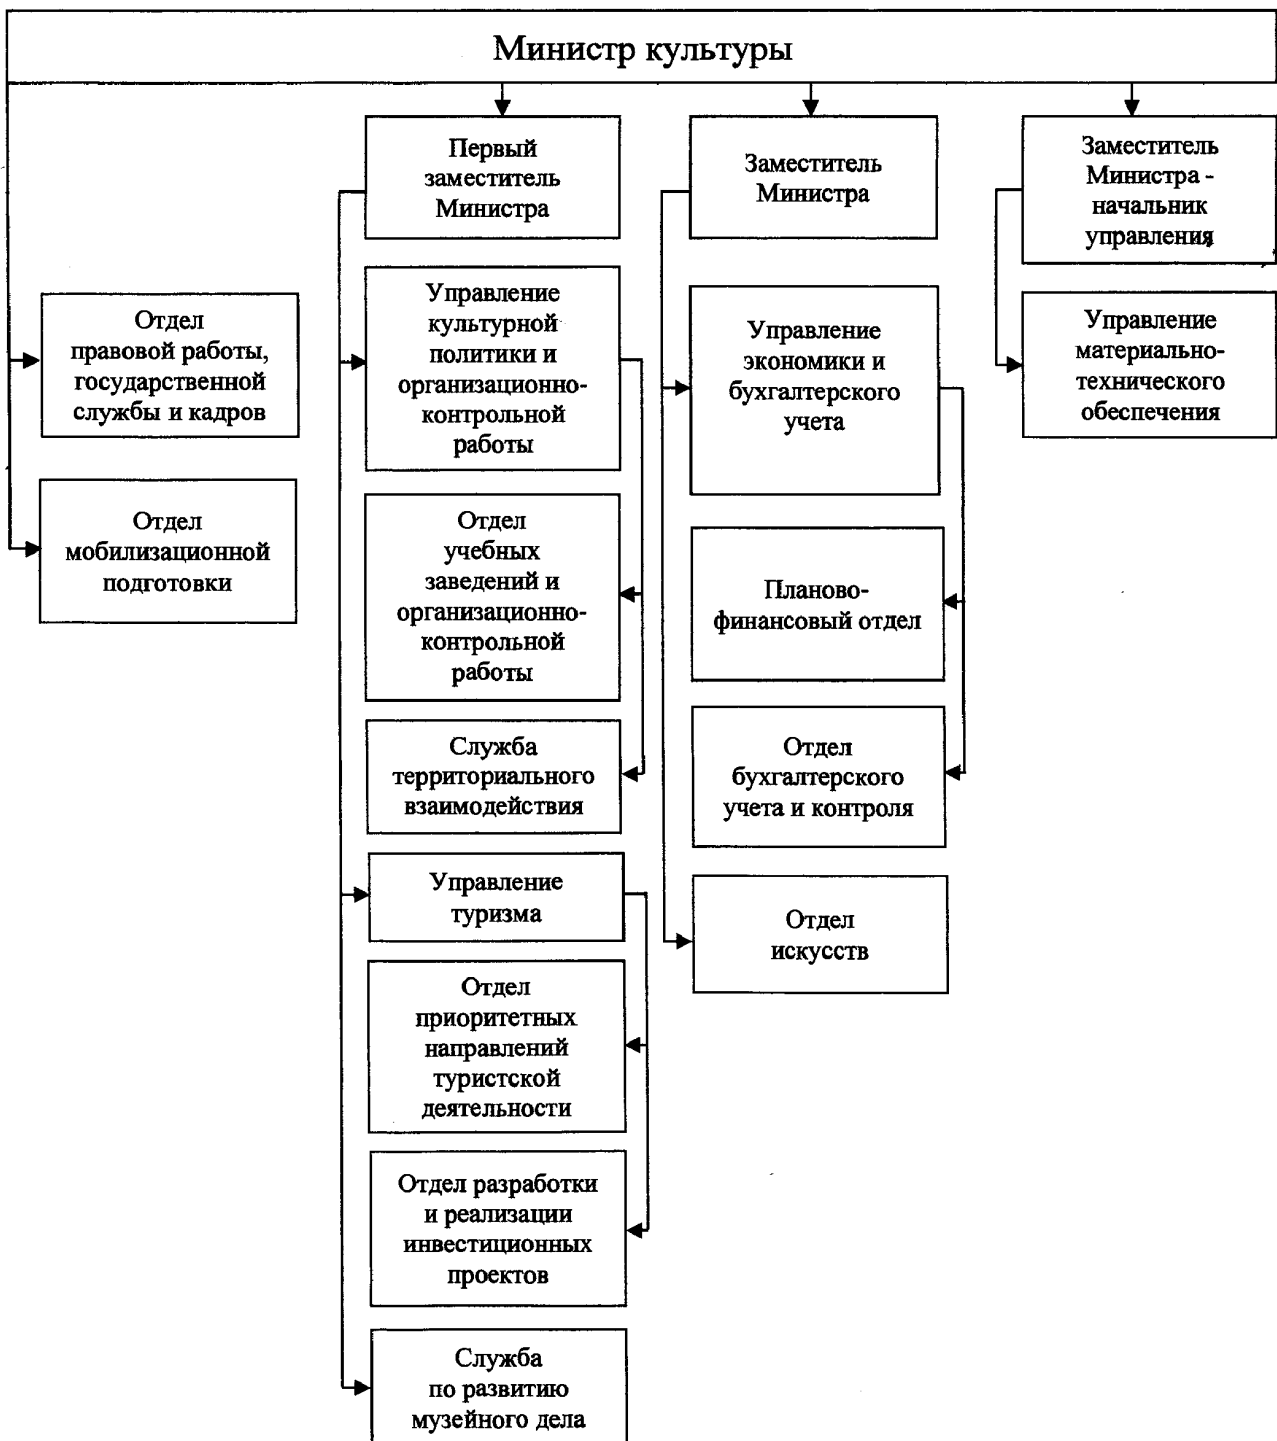 Министр культуры
Первый
заместитель
Министра
Заместитель
Министра
Заместитель
Министра -
начальник
управления
Отдел
правовой работы,
государственной
службы и кадров
Отдел
мобилизационной
подготовки
Управление
культурной
политики и
организационно-
контрольной
работы
Отдел
учебных
заведений и
организационно-
контрольной
работы
Служба
территориального
взаимодействия
Управление
туризма
Отдел
приоритетных
направлений
туристской
деятельности
Отдел разработки
и реализации
инвестиционных
проектов
Служба
по развитию
музейного дела
Управление
экономики и
бухгалтерского
учета
Планово-
финансовый отдел
Отдел
бухгалтерского
учета и контроля
Отдел
искусств
Управление
материально-
технического
обеспечения